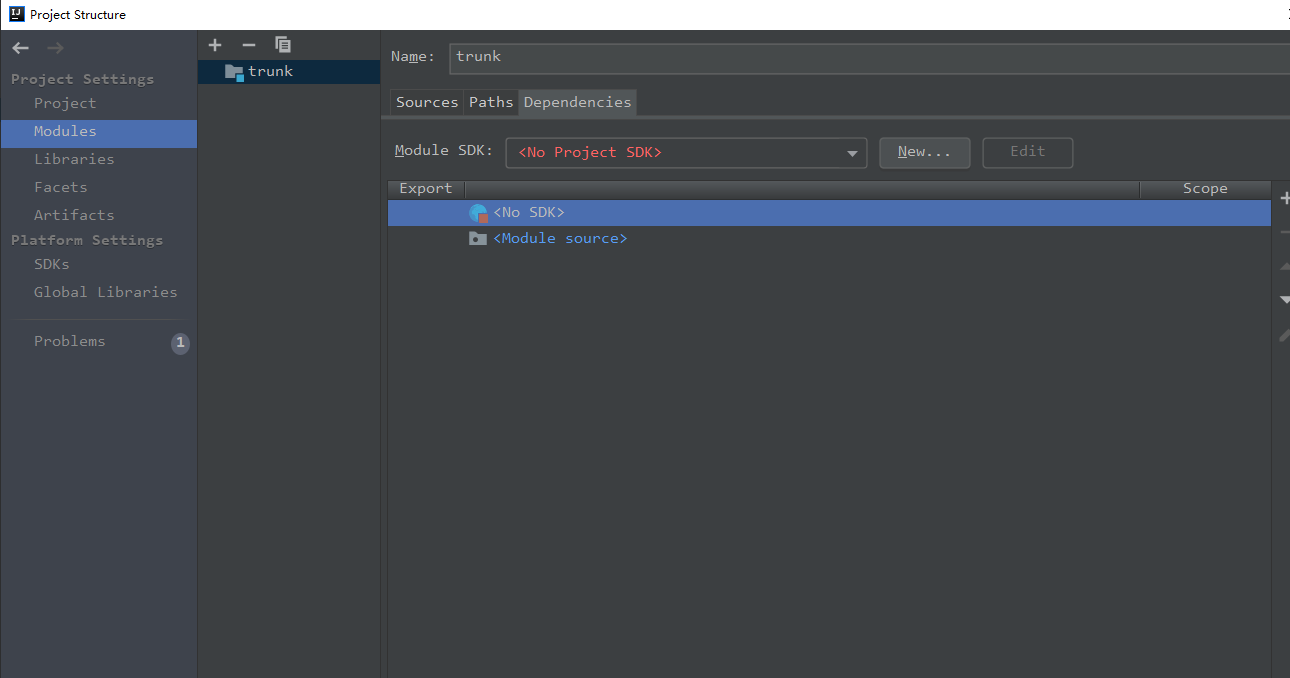 IJ Project Structure
Project Settings
Project
Modules
Libraries
Facets
Artifacts
Platform Settings
SDKs
Global Libraries
Problems 1
trunk
Name: trunk
Sources Paths Dependencies
Module SDK: <No Project SDK> New... Edit
Export Scope
<No SDK>
<Module source>